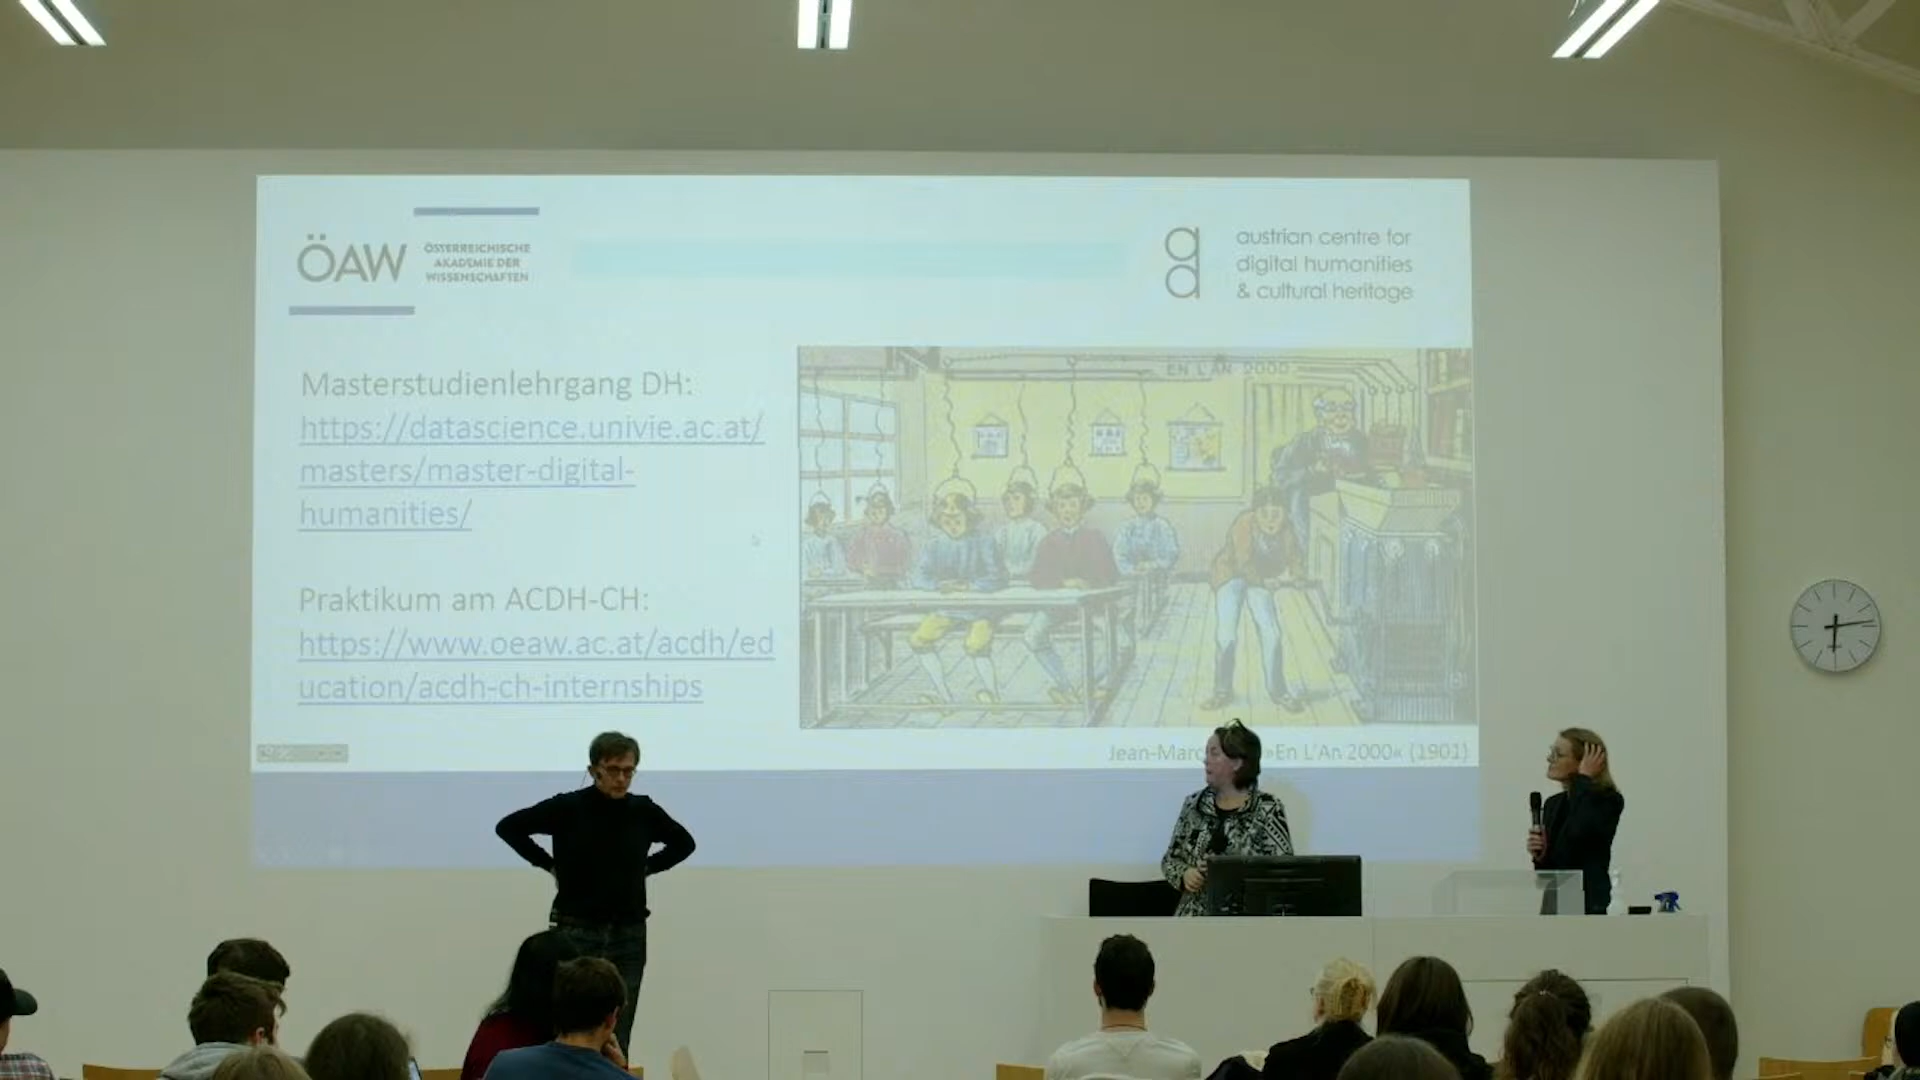 ÖAW
ÖSTERREICHISCHE
AKADEMIE DER
WISSENSCHAFTEN
austrian centre for
digital humanities
& cultural heritage
Masterstudienlehrgang DH:
https://datascience.univie.ac.at/
masters/master-digital-
humanities/
Praktikum am ACDH-CH:
https://www.oeaw.ac.at/acdh/ed
ucation/acdh-ch-internships
EN L'AN 2000
Jean-Marc »En L'An 2000« (1901)